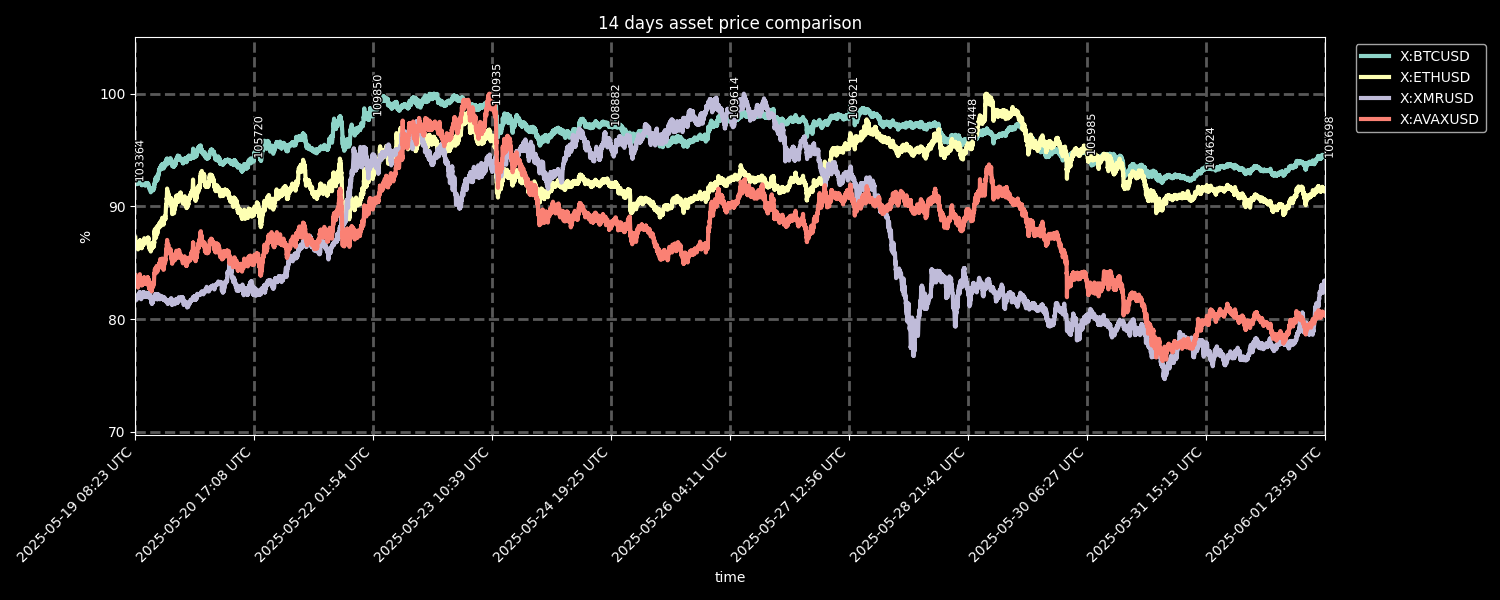 14 days asset price comparison
X:BTCUSD
X:ETHUSD
X:XMRUSD
X:AVAXUSD
100
90
80
70
%
103364
105720
109850
110935
108882
109614
109621
107448
105985
104624
105698
2025-05-19 08:23 UTC
2025-05-20 17:08 UTC
2025-05-22 01:54 UTC
2025-05-23 10:39 UTC
2025-05-24 19:25 UTC
2025-05-26 04:11 UTC
2025-05-27 12:56 UTC
2025-05-28 21:42 UTC
2025-05-30 06:27 UTC
2025-05-31 15:13 UTC
2025-06-01 23:59 UTC
time